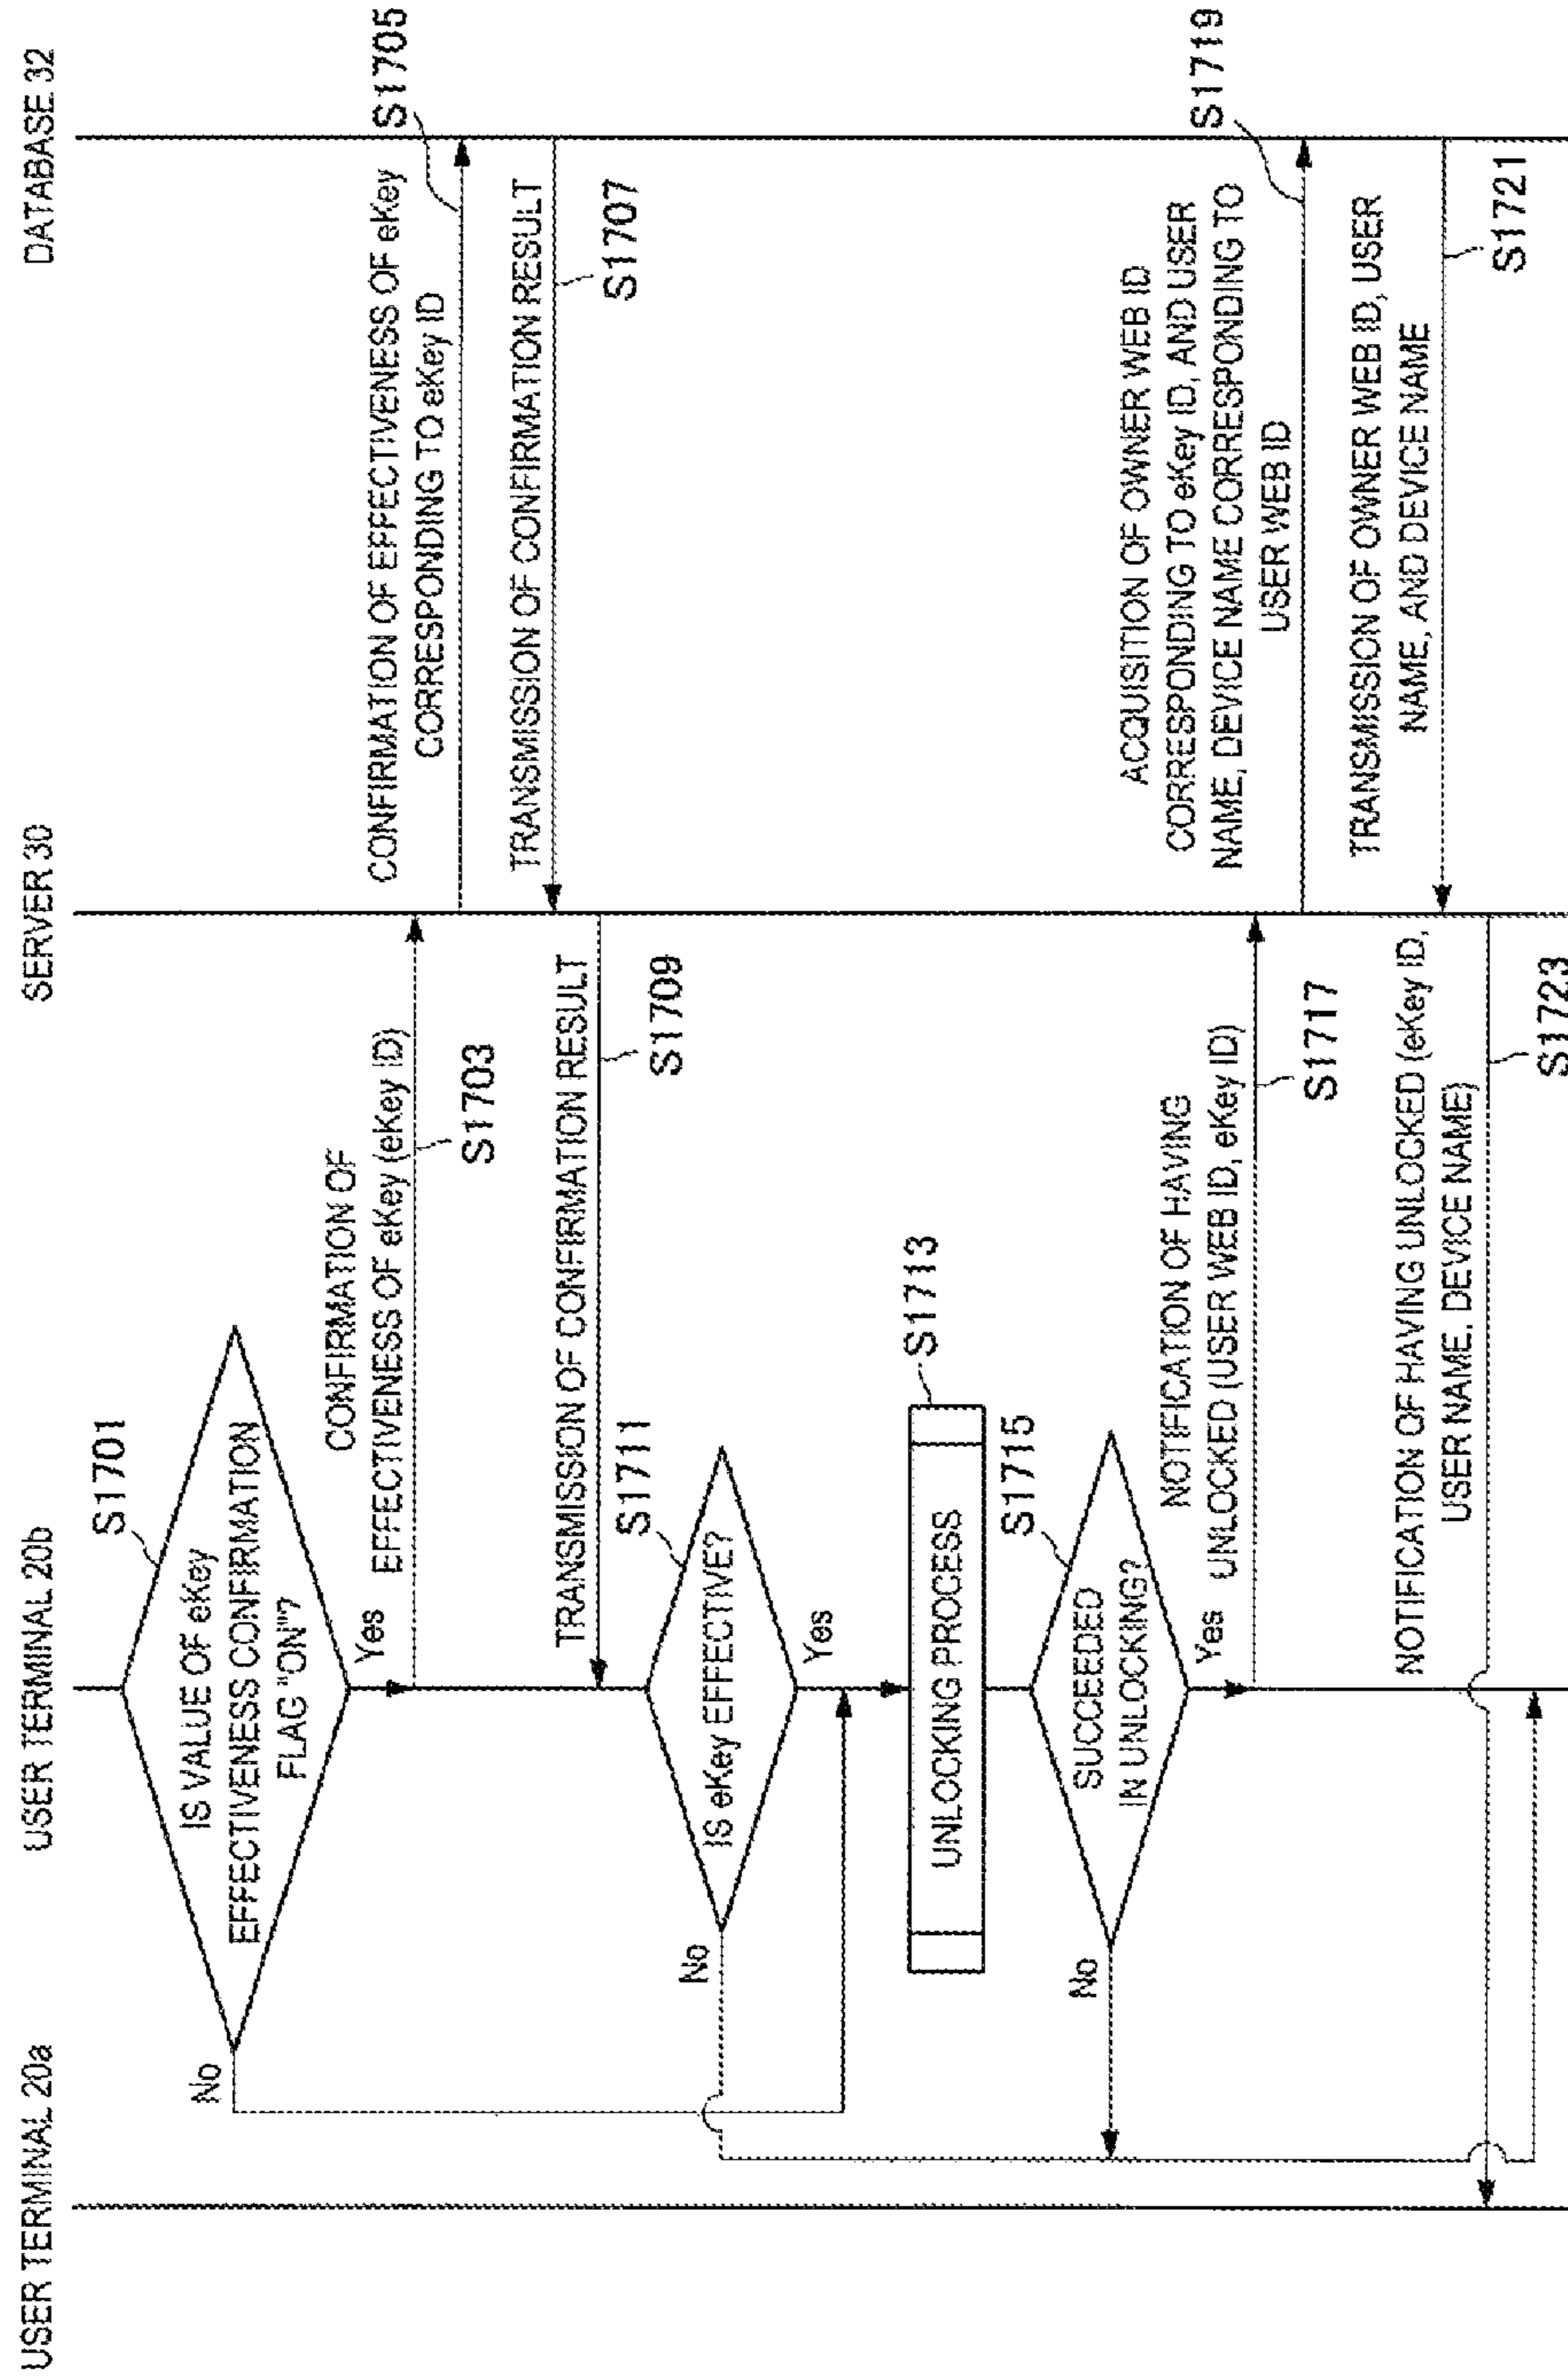 USER TERMINAL 20a
USER TERMINAL 20b
SERVER 30
DATABASE 32
S1701
IS VALUE OF eKey
EFFECTIVENESS CONFIRMATION
FLAG "ON"?
No
Yes
CONFIRMATION OF
EFFECTIVENESS OF eKey (eKey ID)
S1703
CONFIRMATION OF EFFECTIVENESS OF eKey
CORRESPONDING TO eKey ID
S1705
TRANSMISSION OF CONFIRMATION RESULT
S1707
TRANSMISSION OF CONFIRMATION RESULT
S1709
S1711
IS eKey EFFECTIVE?
No
Yes
S1713
UNLOCKING PROCESS
S1715
SUCCEEDED
IN UNLOCKING?
No
Yes
NOTIFICATION OF HAVING
UNLOCKED (USER WEB ID, eKey ID)
S1717
ACQUISITION OF OWNER WEB ID
CORRESPONDING TO eKey ID, AND USER
NAME, DEVICE NAME CORRESPONDING TO
USER WEB ID
S1719
TRANSMISSION OF OWNER WEB ID, USER
NAME, AND DEVICE NAME
S1721
NOTIFICATION OF HAVING UNLOCKED (eKey ID,
USER NAME, DEVICE NAME)
S1723